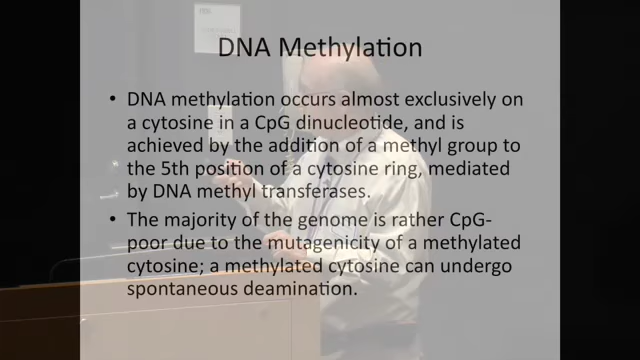 DNA Methylation
• DNA methylation occurs almost exclusively on
a cytosine in a CpG dinucleotide, and is
achieved by the addition of a methyl group to
the 5th position of a cytosine ring, mediated
by DNA methyl transferases.
• The majority of the genome is rather CpG-
poor due to the mutagenicity of a methylated
cytosine; a methylated cytosine can undergo
spontaneous deamination.